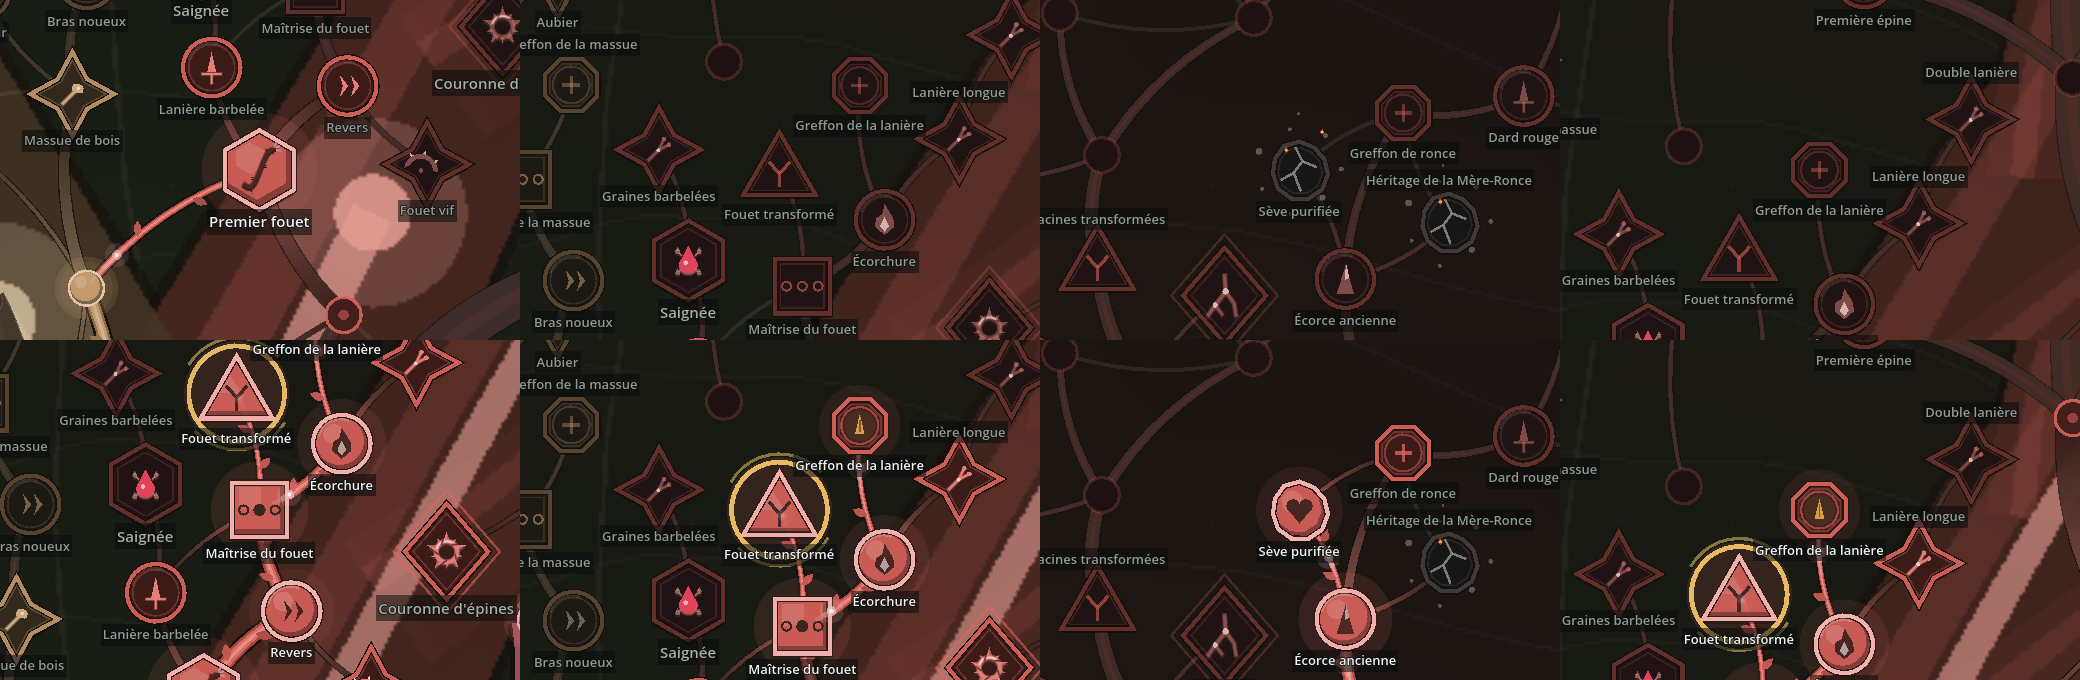 Bras noueux
Saignée
Maîtrise du fouet
Couronne d
Lanière barbelée
Revers
Massue de bois
Premier fouet
Fouet vif
Aubier
effon de la massue
Lanière longue
Greffon de la lanière
Graines barbelées
Fouet transformé
e la massue
Écorchure
Saignée
Bras noueux
Maîtrise du fouet
Greffon de ronce
Dard rouge
Héritage de la Mère-Ronce
Sève purifiée
acines transformées
Écorce ancienne
Première épine
Double lanière
assue
Lanière longue
Greffon de la lanière
Graines barbelées
Fouet transformé
Greffon de la lanière
Graines barbelées
Fouet transformé
massue
Écorchure
Saignée
ras noueux
Maîtrise du fouet
Couronne d'épines
Lanière barbelée
Revers
ue de bois
Aubier
effon de la massue
Lanière longue
Greffon de la lanière
Graines barbelées
Fouet transformé
e la massue
Écorchure
Saignée
Bras noueux
Maîtrise du fouet
Greffon de ronce
Dard rouge
Héritage de la Mère-Ronce
Sève purifiée
acines transformées
Écorce ancienne
Première épine
Double lanière
assue
Lanière longue
Greffon de la lanière
Graines barbelées
Fouet transformé